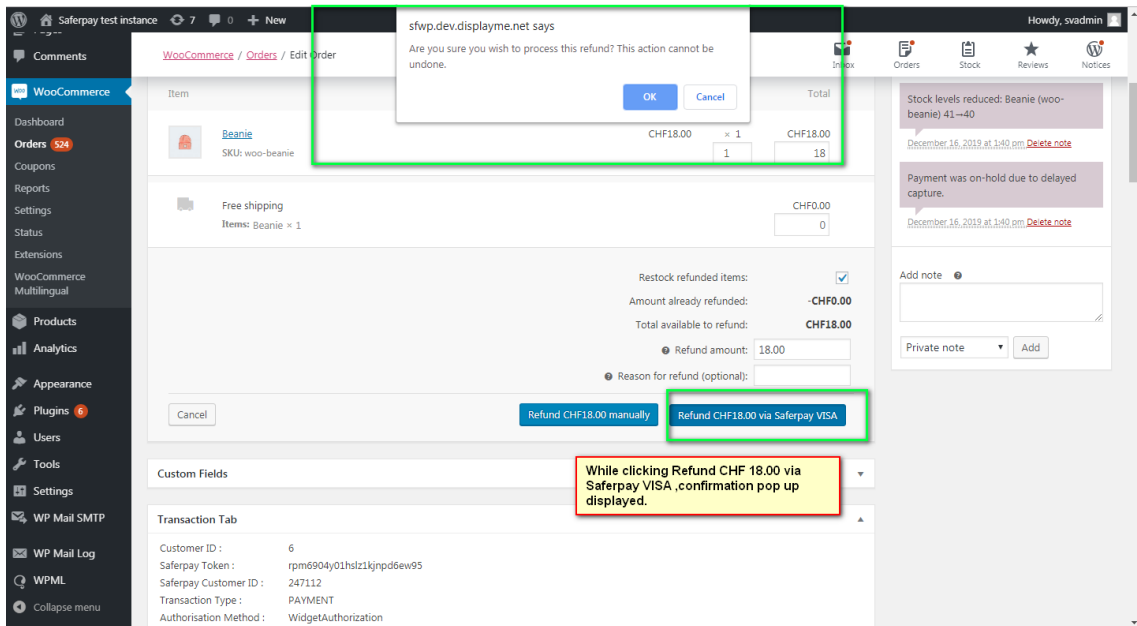 Saferpay test instance
7
0
New
Howdy, svadmin
Comments
WooCommerce
Dashboard
Orders 524
Coupons
Reports
Settings
Status
Extensions
WooCommerce
Multilingual
Products
Analytics
Appearance
Plugins 6
Users
Tools
Settings
WP Mail SMTP
WP Mail Log
WPML
Collapse menu
WooCommerce / Orders / Edit Order
sfwp.dev.displayme.net says
Are you sure you wish to process this refund? This action cannot be
undone.
OK
Cancel
Inbox
Orders
Stock
Reviews
Notices
Item
Total
Beanie
CHF18.00
× 1
CHF18.00
SKU: woo-beanie
1
18
Free shipping
CHF0.00
Items: Beanie × 1
0
Restock refunded items:
Amount already refunded:
-CHF0.00
Total available to refund:
CHF18.00
Refund amount:
18.00
Reason for refund (optional):
Cancel
Refund CHF18.00 manually
Refund CHF18.00 via Saferpay VISA
While clicking Refund CHF 18.00 via
Saferpay VISA ,confirmation pop up
displayed.
Custom Fields
Transaction Tab
Customer ID :
6
Saferpay Token :
rpm6904y01hslz1kjnpd6ew95
Saferpay Customer ID :
247112
Transaction Type :
PAYMENT
Authorisation Method :
WidgetAuthorization
Stock levels reduced: Beanie (woo-
beanie) 41→40
December 16, 2019 at 1:40 pm Delete note
Payment was on-hold due to delayed
capture.
December 16, 2019 at 1:40 pm Delete note
Add note
Private note
Add